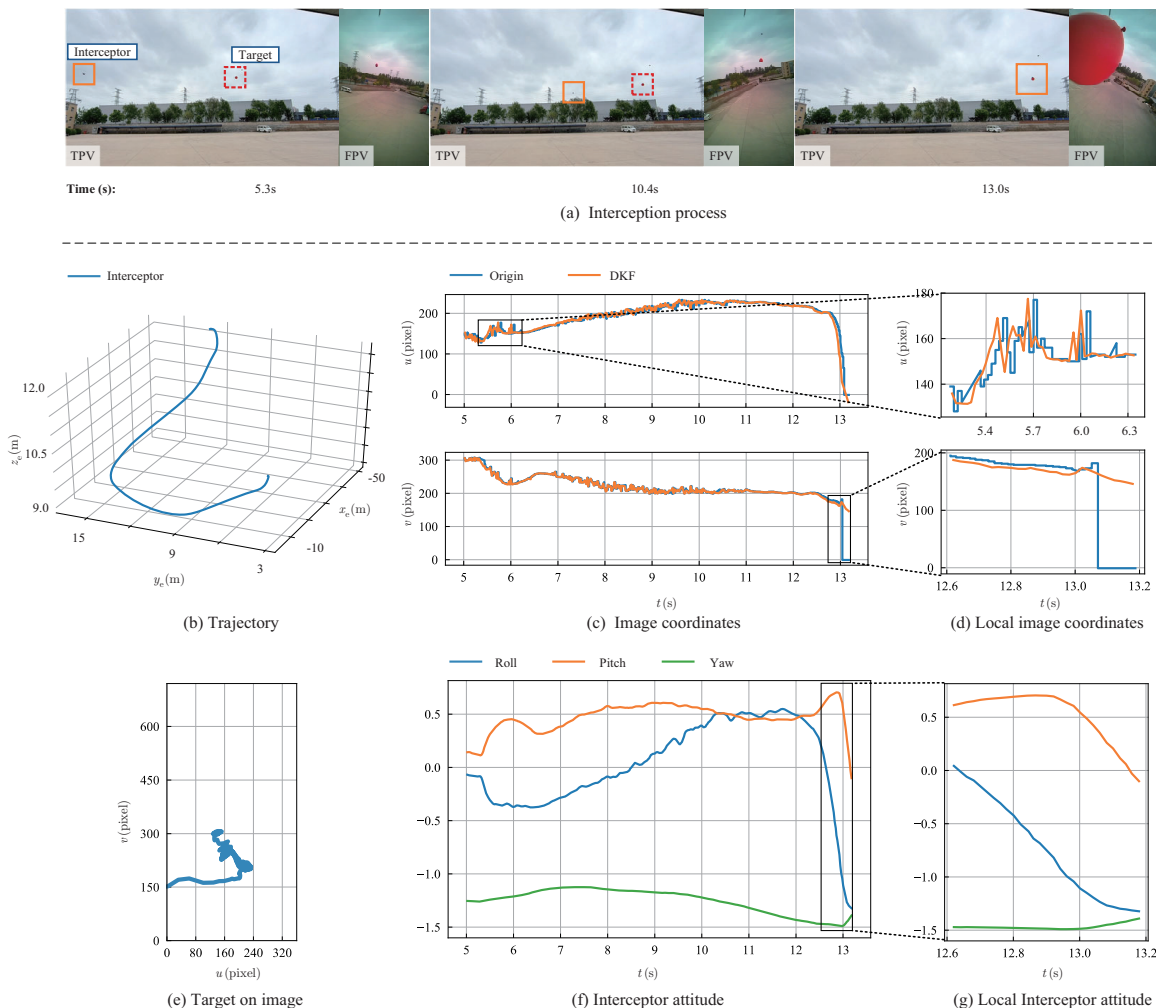 Interceptor
Target
TPV
FPV
TPV
FPV
TPV
FPV
Time (s): 5.3s 10.4s 13.0s
(a) Interception process
Interceptor
12.0
10.5
9.0
z_e(m)
15
9
3
y_e(m)
-10
-50
x_e(m)
(b) Trajectory
Origin DKF
200
100
0
u (pixel)
5 6 7 8 9 10 11 12 13
300
200
100
0
v (pixel)
5 6 7 8 9 10 11 12 13
t (s)
(c) Image coordinates
180
160
140
u (pixel)
5.4 5.7 6.0 6.3
200
100
0
v (pixel)
12.6 12.8 13.0 13.2
t (s)
(d) Local image coordinates
600
450
300
150
0
v (pixel)
0 80 160 240 320
u (pixel)
(e) Target on image
Roll Pitch Yaw
0.5
0.0
−0.5
−1.0
−1.5
5 6 7 8 9 10 11 12 13
t (s)
(f) Interceptor attitude
0.5
0.0
−0.5
−1.0
−1.5
12.6 12.8 13.0 13.2
t (s)
(g) Local Interceptor attitude